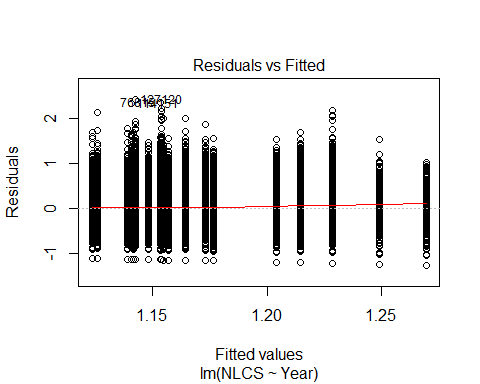 Residuals vs Fitted
Residuals
2
1
0
-1
1.15
1.20
1.25
Fitted values
lm(NLCS ~ Year)